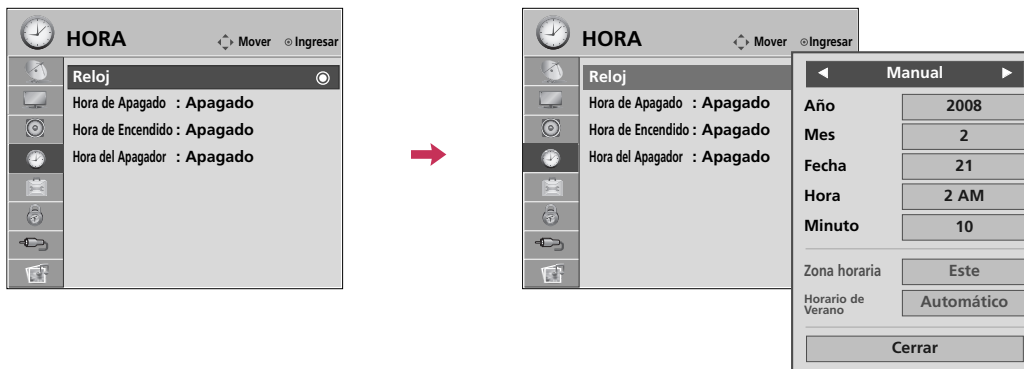 HORA Mover Ingresar
Reloj
Hora de Apagado : Apagado
Hora de Encendido : Apagado
Hora del Apagador : Apagado
HORA Mover Ingresar
Reloj
Hora de Apagado : Apagado
Hora de Encendido : Apagado
Hora del Apagador : Apagado
Manual
Año 2008
Mes 2
Fecha 21
Hora 2 AM
Minuto 10
Zona horaria Este
Horario de
Verano Automático
Cerrar